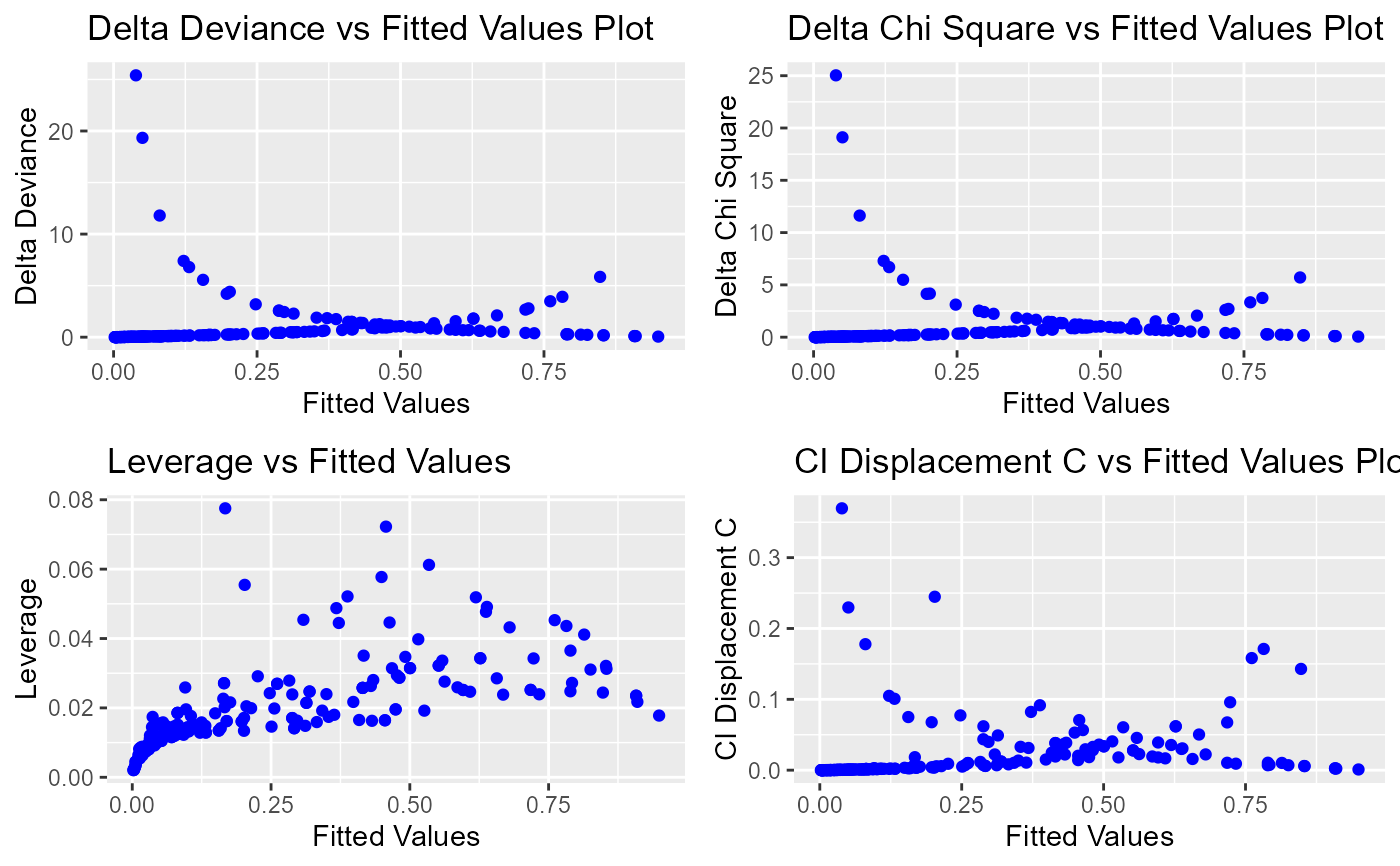 Delta Deviance vs Fitted Values Plot
Delta Deviance
20
10
0
0.00 0.25 0.50 0.75
Fitted Values
Delta Chi Square vs Fitted Values Plot
Delta Chi Square
25
20
15
10
5
0
0.00 0.25 0.50 0.75
Fitted Values
Leverage vs Fitted Values
Leverage
0.08
0.06
0.04
0.02
0.00
0.00 0.25 0.50 0.75
Fitted Values
CI Displacement C vs Fitted Values Plo
CI Displacement C
0.3
0.2
0.1
0.0
0.00 0.25 0.50 0.75
Fitted Values